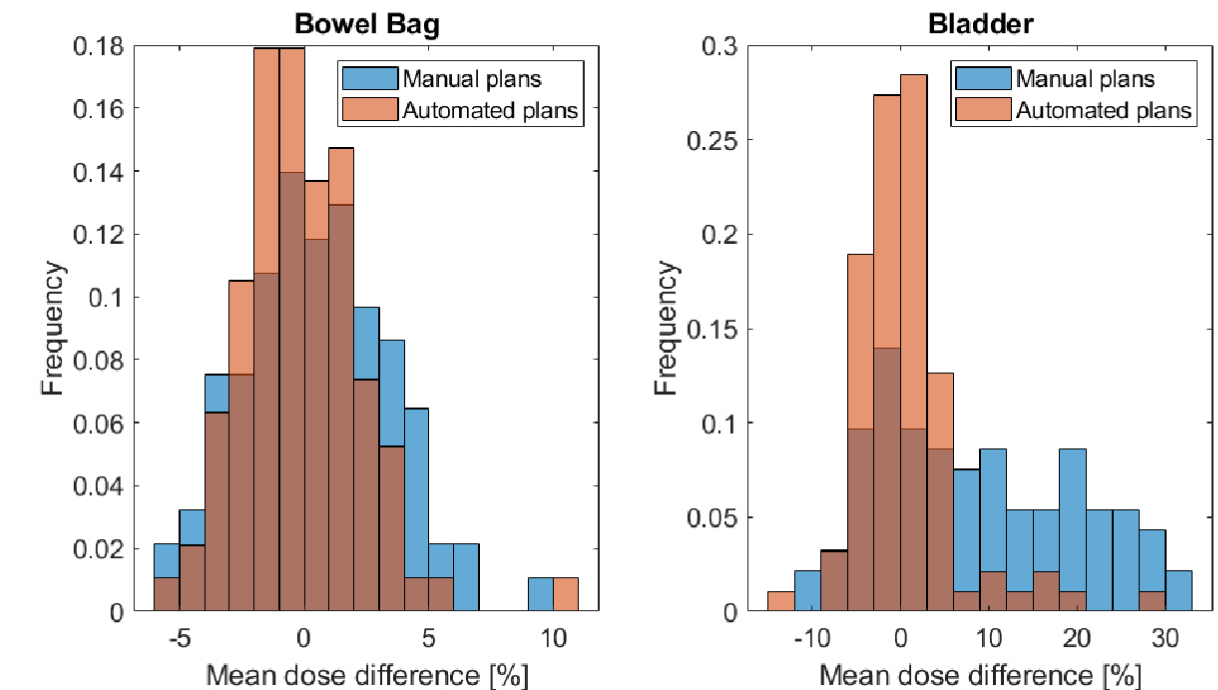 Bowel Bag
0.18
0.16
0.14
0.12
0.1
0.08
0.06
0.04
0.02
0
Frequency
Manual plans
Automated plans
-5 0 5 10
Mean dose difference [%]
Bladder
0.3
0.25
0.2
0.15
0.1
0.05
0
Frequency
Manual plans
Automated plans
-10 0 10 20 30
Mean dose difference [%]